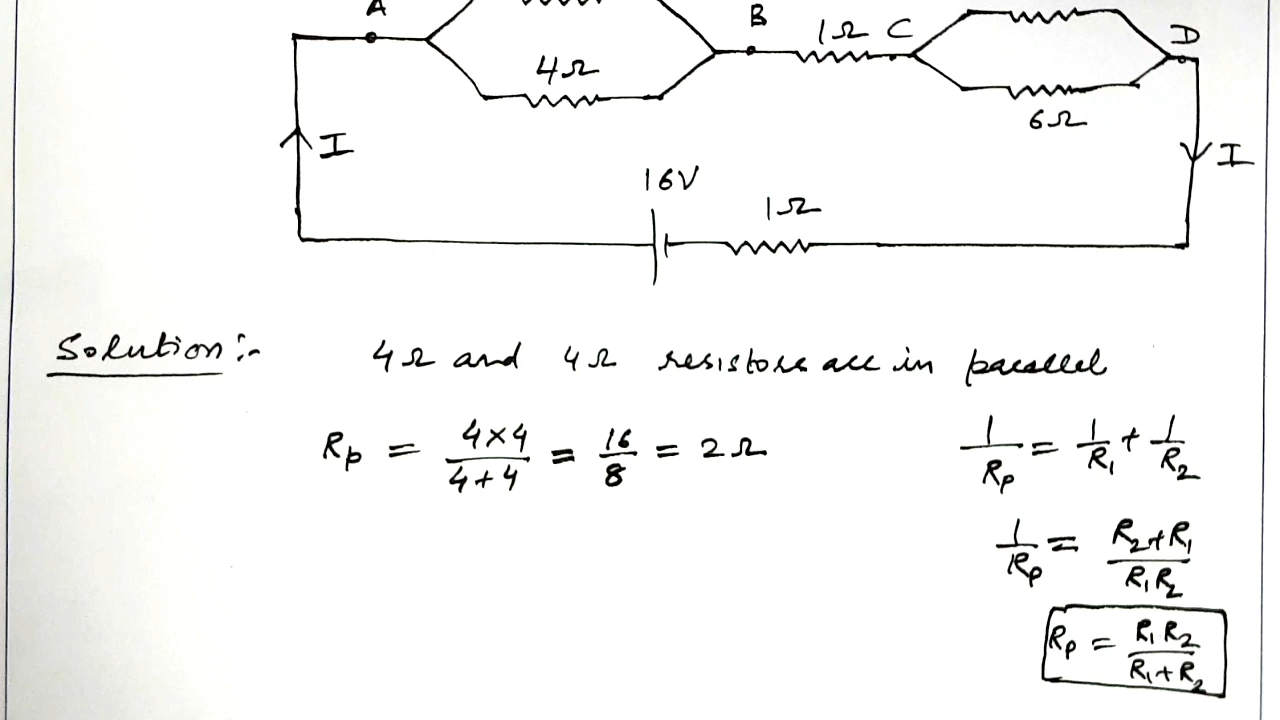 A
B
1Ω C
D
4Ω
6Ω
I
I
16V
1Ω
Solution :-
4Ω and 4Ω resistors are in parallel
Rp = 4×4/4+4 = 16/8 = 2Ω
1/Rp = 1/R₁ + 1/R₂
1/Rp = R₂+R₁/R₁R₂
Rp = R₁R₂/R₁+R₂